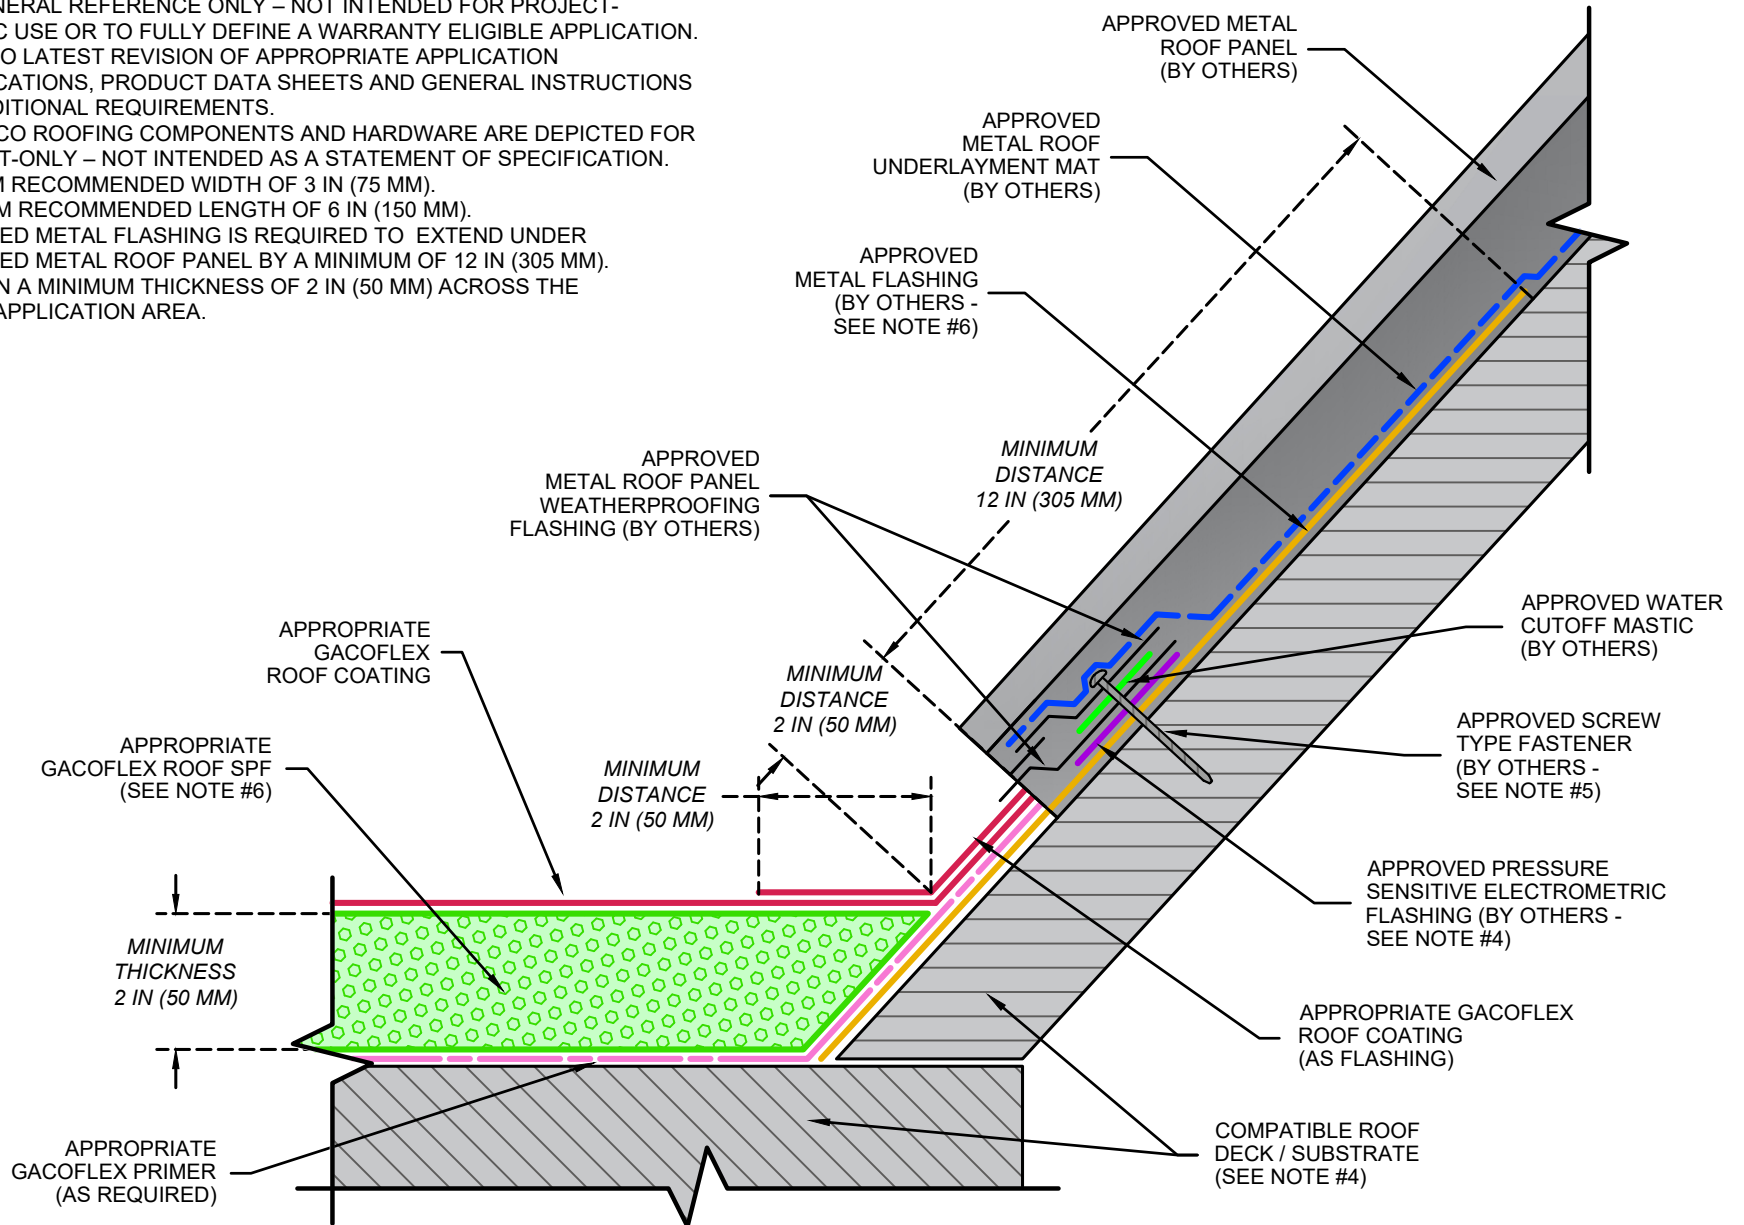 NERAL REFERENCE ONLY – NOT INTENDED FOR PROJECT-
C USE OR TO FULLY DEFINE A WARRANTY ELIGIBLE APPLICATION.
O LATEST REVISION OF APPROPRIATE APPLICATION
CATIONS, PRODUCT DATA SHEETS AND GENERAL INSTRUCTIONS
DITIONAL REQUIREMENTS.
CO ROOFING COMPONENTS AND HARDWARE ARE DEPICTED FOR
T-ONLY – NOT INTENDED AS A STATEMENT OF SPECIFICATION.
M RECOMMENDED WIDTH OF 3 IN (75 MM).
M RECOMMENDED LENGTH OF 6 IN (150 MM).
ED METAL FLASHING IS REQUIRED TO EXTEND UNDER
ED METAL ROOF PANEL BY A MINIMUM OF 12 IN (305 MM).
N A MINIMUM THICKNESS OF 2 IN (50 MM) ACROSS THE
APPLICATION AREA.
APPROVED METAL
ROOF PANEL
(BY OTHERS)
APPROVED
METAL ROOF
UNDERLAYMENT MAT
(BY OTHERS)
APPROVED
METAL FLASHING
(BY OTHERS -
SEE NOTE #6)
MINIMUM
DISTANCE
12 IN (305 MM)
APPROVED
METAL ROOF PANEL
WEATHERPROOFING
FLASHING (BY OTHERS)
APPROPRIATE
GACOFLEX
ROOF COATING
MINIMUM
DISTANCE
2 IN (50 MM)
MINIMUM
DISTANCE
2 IN (50 MM)
APPROPRIATE
GACOFLEX ROOF SPF
(SEE NOTE #6)
MINIMUM
THICKNESS
2 IN (50 MM)
APPROPRIATE
GACOFLEX PRIMER
(AS REQUIRED)
APPROVED WATER
CUTOFF MASTIC
(BY OTHERS)
APPROVED SCREW
TYPE FASTENER
(BY OTHERS -
SEE NOTE #5)
APPROVED PRESSURE
SENSITIVE ELECTROMETRIC
FLASHING (BY OTHERS -
SEE NOTE #4)
APPROPRIATE GACOFLEX
ROOF COATING
(AS FLASHING)
COMPATIBLE ROOF
DECK / SUBSTRATE
(SEE NOTE #4)